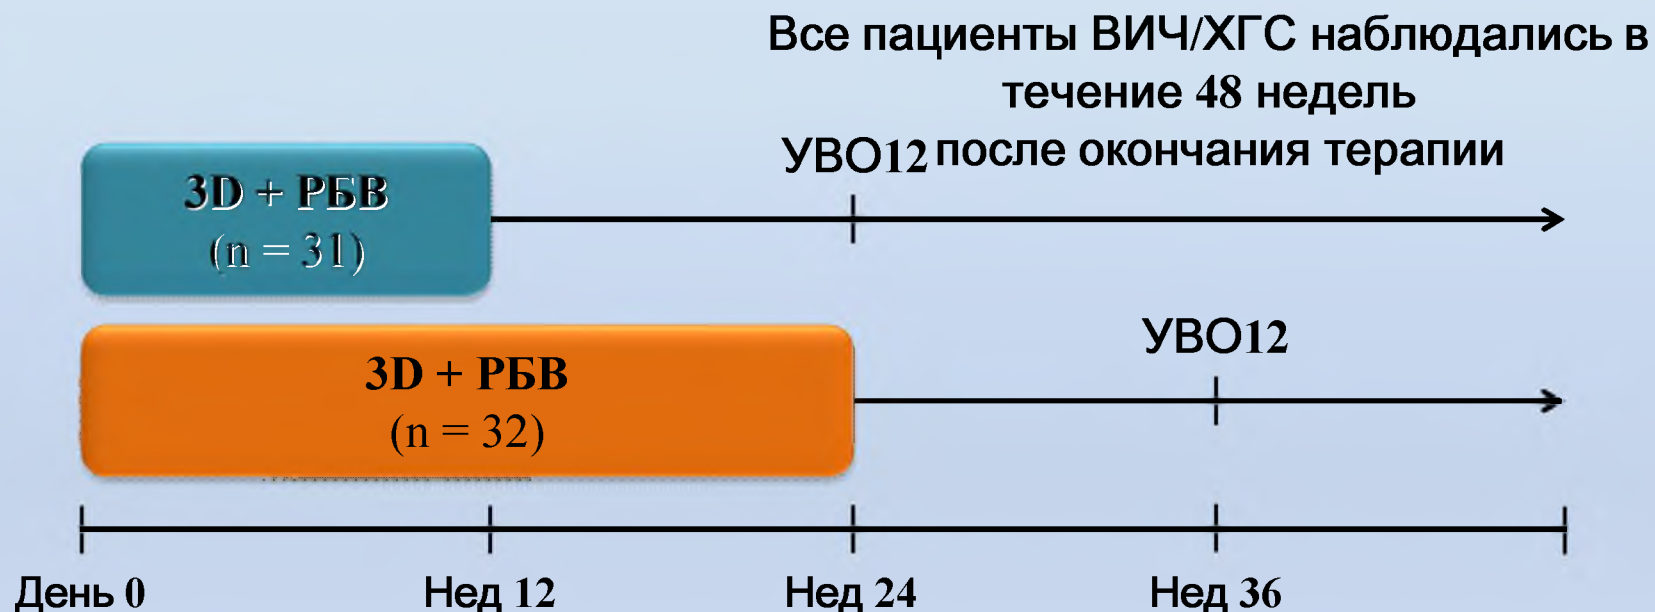 Все пациенты ВИЧ/ХГС наблюдались в
течение 48 недель
после окончания терапии
УВО12
3D + РБВ
(n = 31)
УВО12
3D + РБВ
(n = 32)
День 0 Нед 12 Нед 24 Нед 36